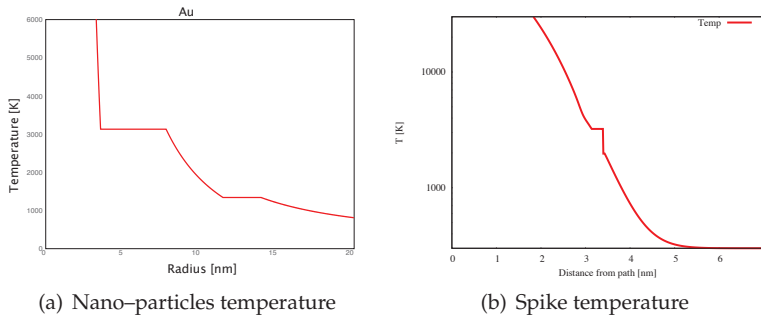 Au
6000
5000
4000
3000
2000
1000
0
Temperature [K]
0 5 10 15 20
Radius [nm]
(a) Nano–particles temperature
Temp
10000
1000
T [K]
0 1 2 3 4 5 6
Distance from path [nm]
(b) Spike temperature